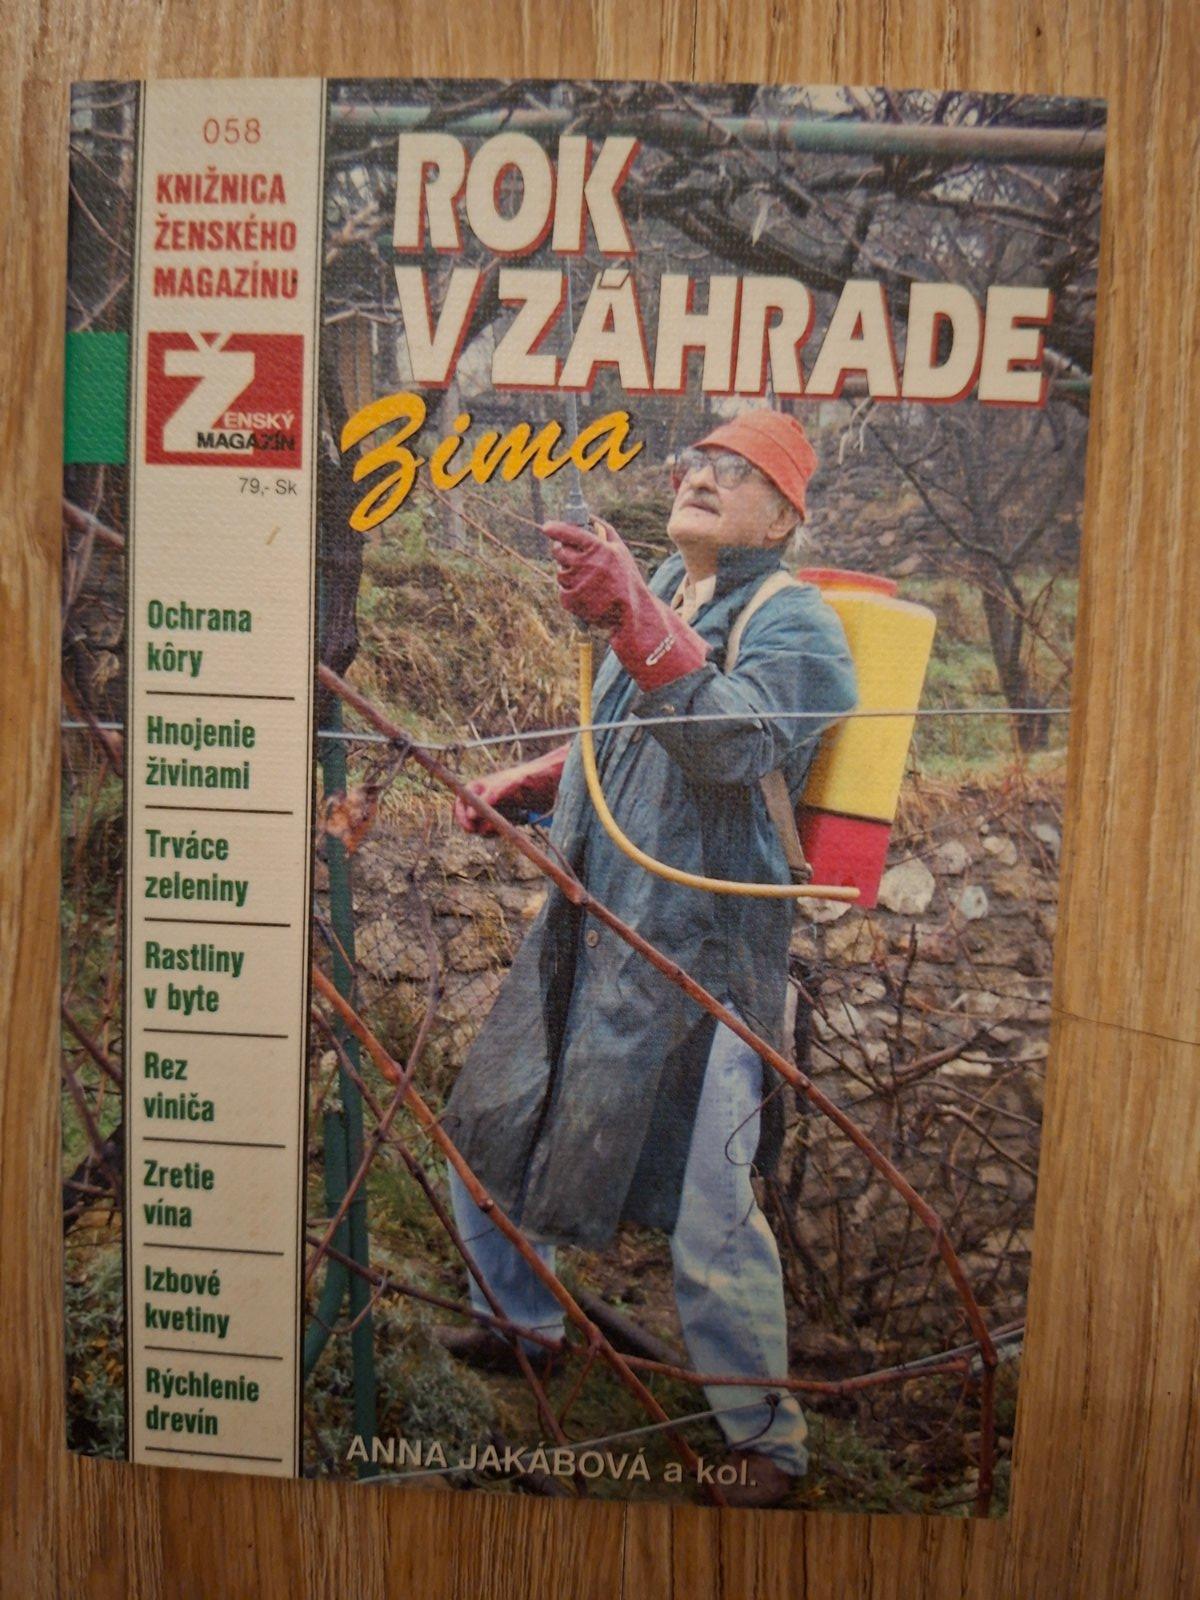 058
KNIŽNICA
ŽENSKÉHO
MAGAZÍNU
ŽENSKÝ
MAGAZÍN
79,- Sk
ROK
V ZÁHRADE
Zima
Ochrana
kôry
Hnojenie
živinami
Trváce
zeleniny
Rastliny
v byte
Rez
viniča
Zretie
vína
Izbové
kvetiny
Rýchlenie
drevín
ANNA JAKÁBOVÁ a kol.